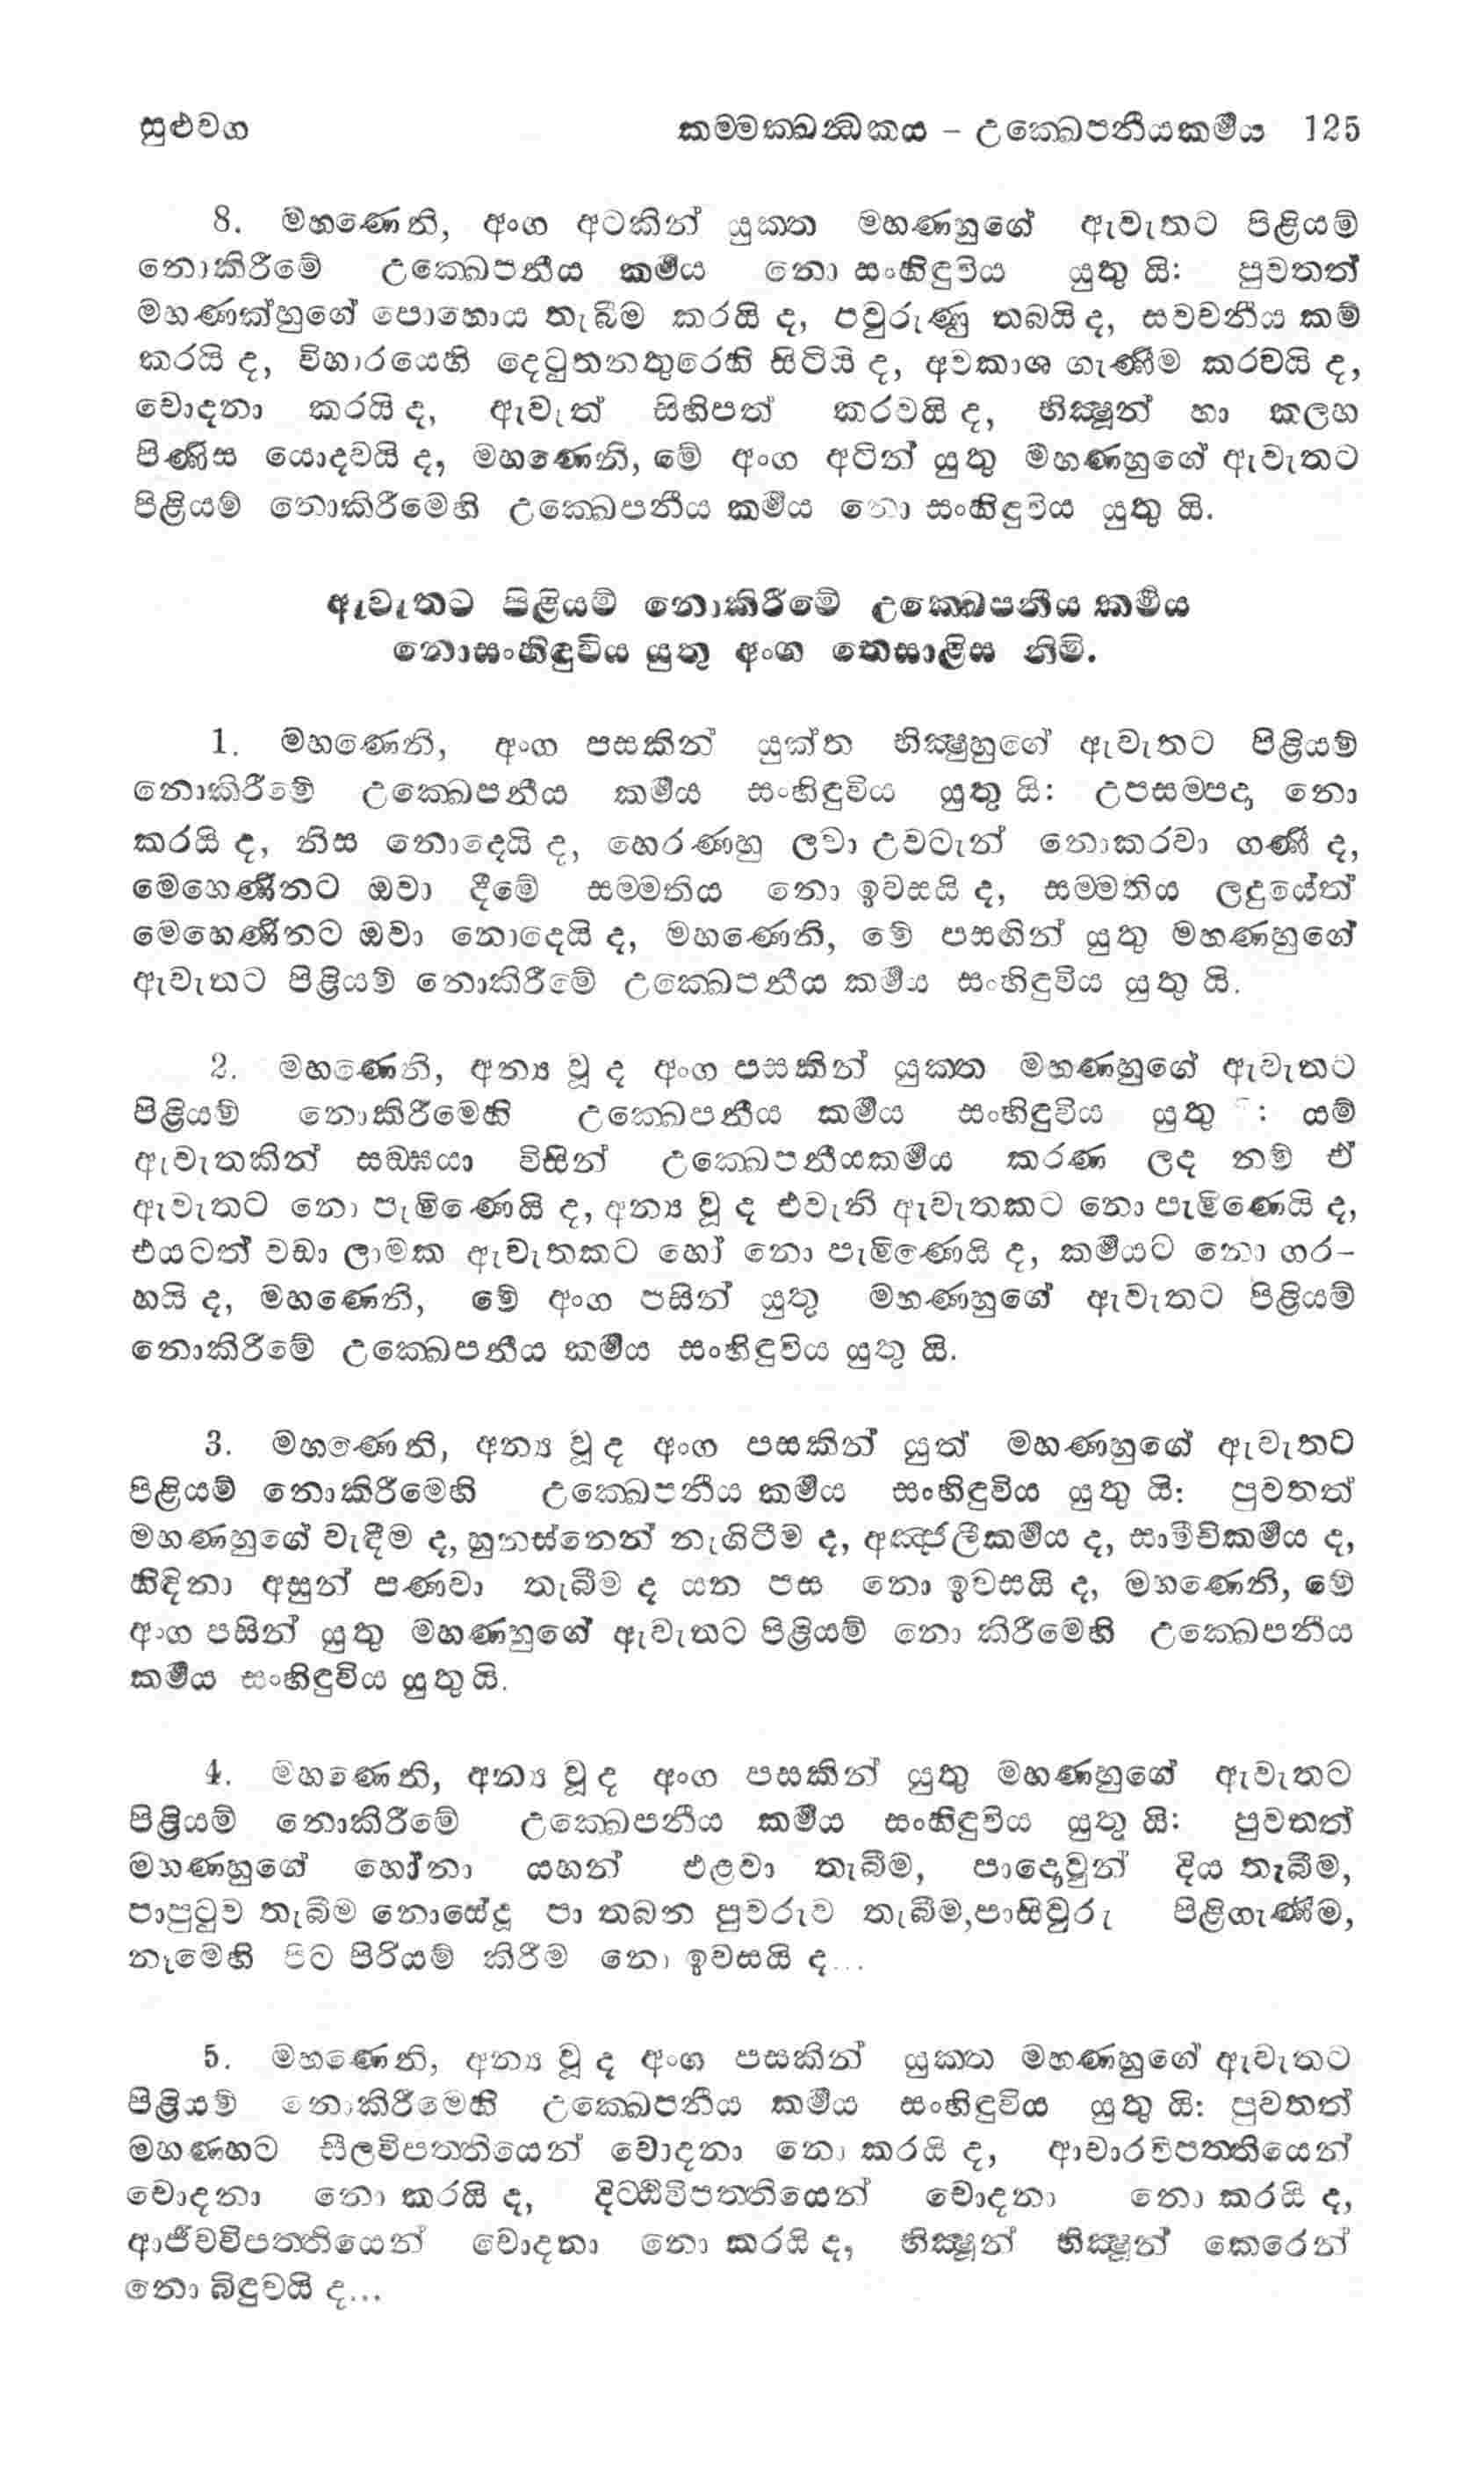 සුළුවග කම්මක්ඛන්ධකය – උක්ඛෙපනීයකර්මය 125
8. මහණෙනි, අංග අටකින් යුක්ත මහණහුගේ ඇවැතට පිළියම්
නොකිරීමේ උක්ඛෙපනීය කර්මය නො සංහිඳුවිය යුතු යි: ප්‍රවතත්
මහණක්හුගේ පොහොය තැබීම කරයි ද, පවුරුණු තබයි ද, සවචනීය කම්
කරයි ද, විහාරයෙහි දෙටුතනතුරෙහි සිටියි ද, අවකාශ ගැණීම කරවයි ද,
චොදනා කරයි ද, ඇවැත් සිහිපත් කරවයි ද, භික්‍ෂූන් හා කලහ
පිණිස යොදවයි ද, මහණෙනි, මේ අංග අටින් යුතු මහණහුගේ ඇවැතට
පිළියම් නොකිරීමෙහි උක්ඛෙපනීය කර්මය නො සංහිඳුවිය යුතු යි.
ඇවැතට පිළියම් නොකිරීමේ උක්ඛෙපනීය කර්මය
නොසංහිඳුවිය යුතු අංග තෙසාළිස නිමි.
1. මහණෙනි, අංග පසකින් යුක්ත භික්‍ෂුහුගේ ඇවැතට පිළියම්
නොකිරීමේ උක්ඛෙපනීය කර්මය සංහිඳුවිය යුතු යි: උපසම්පදා නො
කරයි ද, නිස නොදෙයි ද, හෙරණහු ලවා උවටැන් නොකරවා ගණී ද,
මෙහෙණිනට ඔවා දීමේ සම්මතිය නො ඉවසයි ද, සම්මතිය ලදුයේත්
මෙහෙණිනට ඔවා නොදෙයි ද, මහණෙනි, මේ පසඟින් යුතු මහණහුගේ
ඇවැතට පිළියම් නොකිරීමේ උක්ඛෙපනීය කර්මය සංහිඳුවිය යුතු යි.
2. මහණෙනි, අන්‍ය වූ ද අංග පසකින් යුක්ත මහණහුගේ ඇවැතට
පිළියම් නොකිරීමෙහි උක්ඛෙපනීය කර්මය සංහිඳුවිය යුතු : යම්
ඇවැතකින් සඞ්ඝයා විසින් උක්ඛෙපනීයකර්මය කරණ ලද නම් ඒ
ඇවැතට නො පැමිණෙයි ද, අන්‍ය වූ ද එවැනි ඇවැතකට නො පැමිණෙයි ද,
එයටත් වඩා ලාමක ඇවැතකට හෝ නො පැමිණෙයි ද, කර්මයට නො ගර-
හයි ද, මහණෙනි, මේ අංග පසින් යුතු මහණහුගේ ඇවැතට පිළියම්
නොකිරීමේ උක්ඛෙපනීය කර්මය සංහිඳුවිය යුතු යි.
3. මහණෙනි, අන්‍ය වූ ද අංග පසකින් යුත් මහණහුගේ ඇවැතට
පිළියම් නොකිරීමෙහි උක්ඛෙපනීය කර්මය සංහිඳුවිය යුතු යි: ප්‍රවතත්
මහණහුගේ වැඳීම ද, හුනස්නෙන් නැගිටීම ද, අඤ්ජලීකර්මය ද, සාමීචිකර්මය ද,
හිඳිනා අසුන් පණවා තැබීම ද යන පස නො ඉවසයි ද, මහණෙනි, මේ
අංග පසින් යුතු මහණහුගේ ඇවැතට පිළියම් නො කිරීමෙහි උක්ඛෙපනීය
කර්මය සංහිඳුවිය යුතු යි.
4. මහණෙනි, අන්‍ය වූ ද අංග පසකින් යුතු මහණහුගේ ඇවැතට
පිළියම් නොකිරීමේ උක්ඛෙපනීය කර්මය සංහිඳුවිය යුතු යි: ප්‍රවතත්
මහණහුගේ හෝනා යහන් එළවා තැබීම, පාදෙවුන් දිය තැබීම,
පාපුටුව තැබීම නොසේදූ පා තබන පුවරුව තැබීම,පාසිවුරු පිළිගැණීම,
නෑමෙහි පිට පිරියම් කිරීම නො ඉවසයි ද...
5. මහණෙනි, අන්‍ය වූ ද අංග පසකින් යුක්ත මහණහුගේ ඇවැතට
පිළියම් නොකිරීමෙහි උක්ඛෙපනීය කර්මය සංහිඳුවිය යුතු යි: ප්‍රවතත්
මහණහට සීලවිපත්තියෙන් චොදනා නො කරයි ද, ආචාරවිපත්තියෙන්
චොදනා නො කරයි ද, දිට්ඨිවිපත්තියෙන් චොදනා නො කරයි ද,
ආජීවවිපත්තියෙන් චොදනා නො කරයි ද, භික්‍ෂූන් භික්‍ෂූන් කෙරෙන්
නො බිඳුවයි ද...